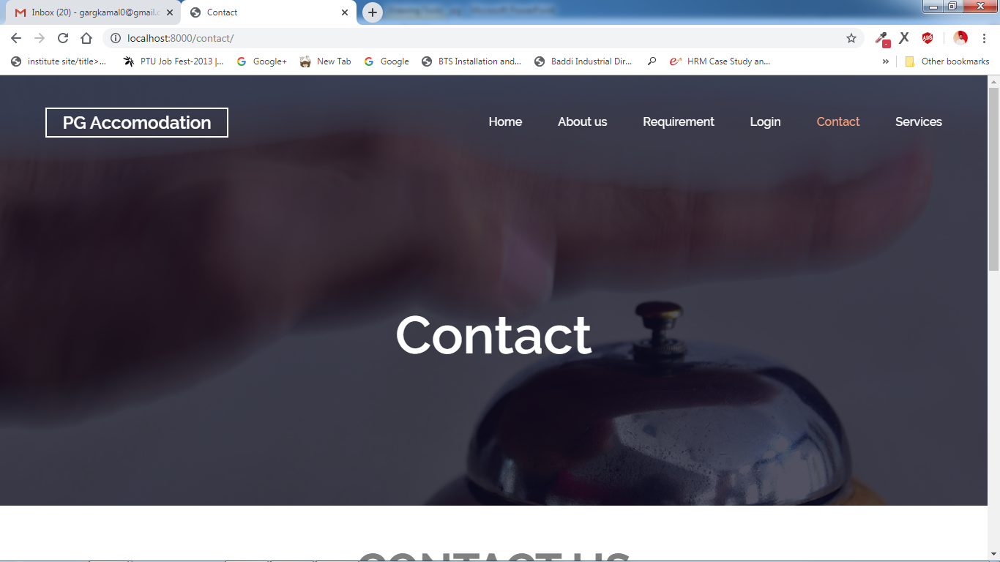 Inbox (20) - gargkamal0@gmail.c
Contact
localhost:8000/contact/
institute site/title>... PTU Job Fest-2013 |... Google+ New Tab Google BTS Installation and... Baddi Industrial Dir... HRM Case Study an... » Other bookmarks
PG Accomodation Home About us Requirement Login Contact Services
Contact
CONTACT US